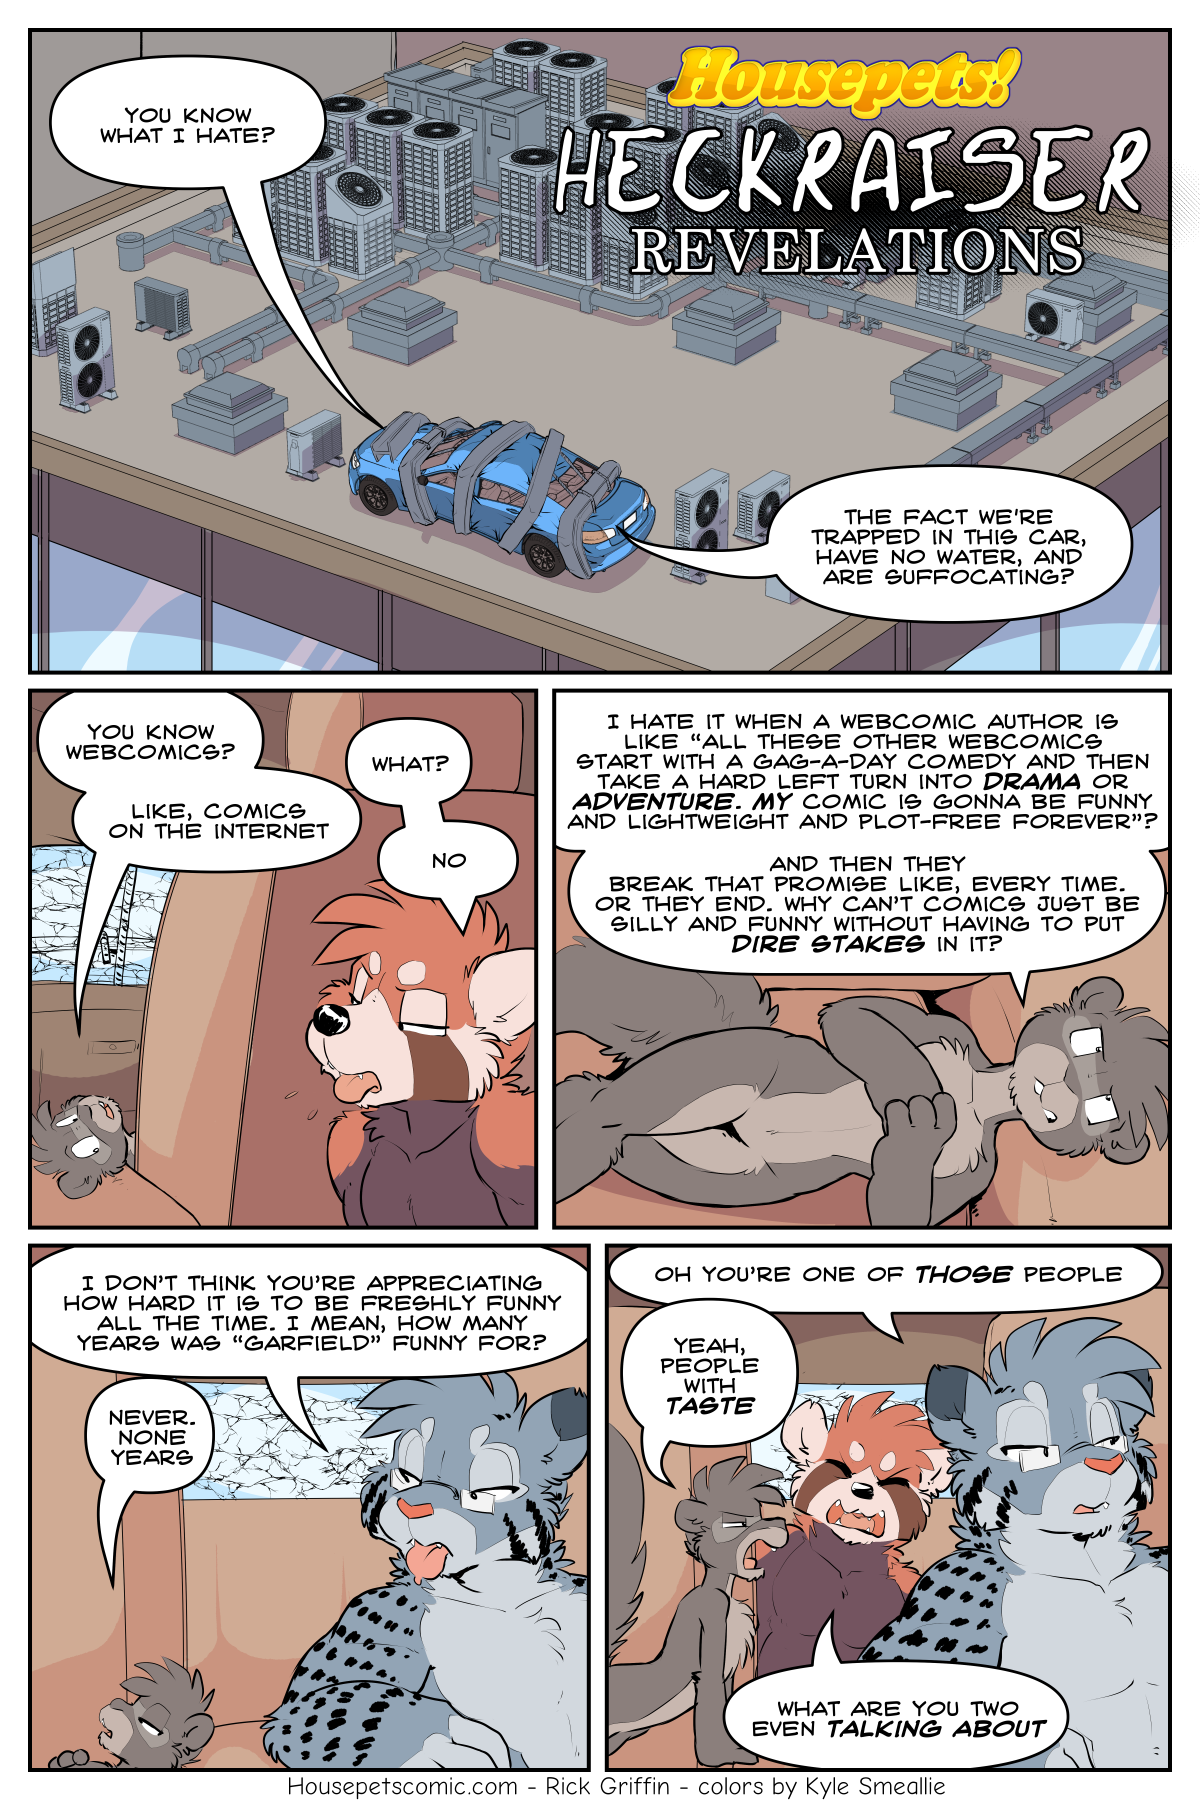 YOU KNOW
WHAT I HATE?
Housepets!
HECKRAISER
REVELATIONS
THE FACT WE'RE
TRAPPED IN THIS CAR,
HAVE NO WATER, AND
ARE SUFFOCATING?
YOU KNOW
WEBCOMICS?
LIKE, COMICS
ON THE INTERNET
WHAT?
NO
I HATE IT WHEN A WEBCOMIC AUTHOR IS
LIKE "ALL THESE OTHER WEBCOMICS
START WITH A GAG-A-DAY COMEDY AND THEN
TAKE A HARD LEFT TURN INTO DRAMA OR
ADVENTURE. MY COMIC IS GONNA BE FUNNY
AND LIGHTWEIGHT AND PLOT-FREE FOREVER"?
AND THEN THEY
BREAK THAT PROMISE LIKE, EVERY TIME.
OR THEY END. WHY CAN'T COMICS JUST BE
SILLY AND FUNNY WITHOUT HAVING TO PUT
DIRE STAKES IN IT?
I DON'T THINK YOU'RE APPRECIATING
HOW HARD IT IS TO BE FRESHLY FUNNY
ALL THE TIME. I MEAN, HOW MANY
YEARS WAS "GARFIELD" FUNNY FOR?
NEVER.
NONE
YEARS
OH YOU'RE ONE OF THOSE PEOPLE
YEAH,
PEOPLE
WITH
TASTE
WHAT ARE YOU TWO
EVEN TALKING ABOUT
Housepetscomic.com - Rick Griffin - colors by Kyle Smeallie